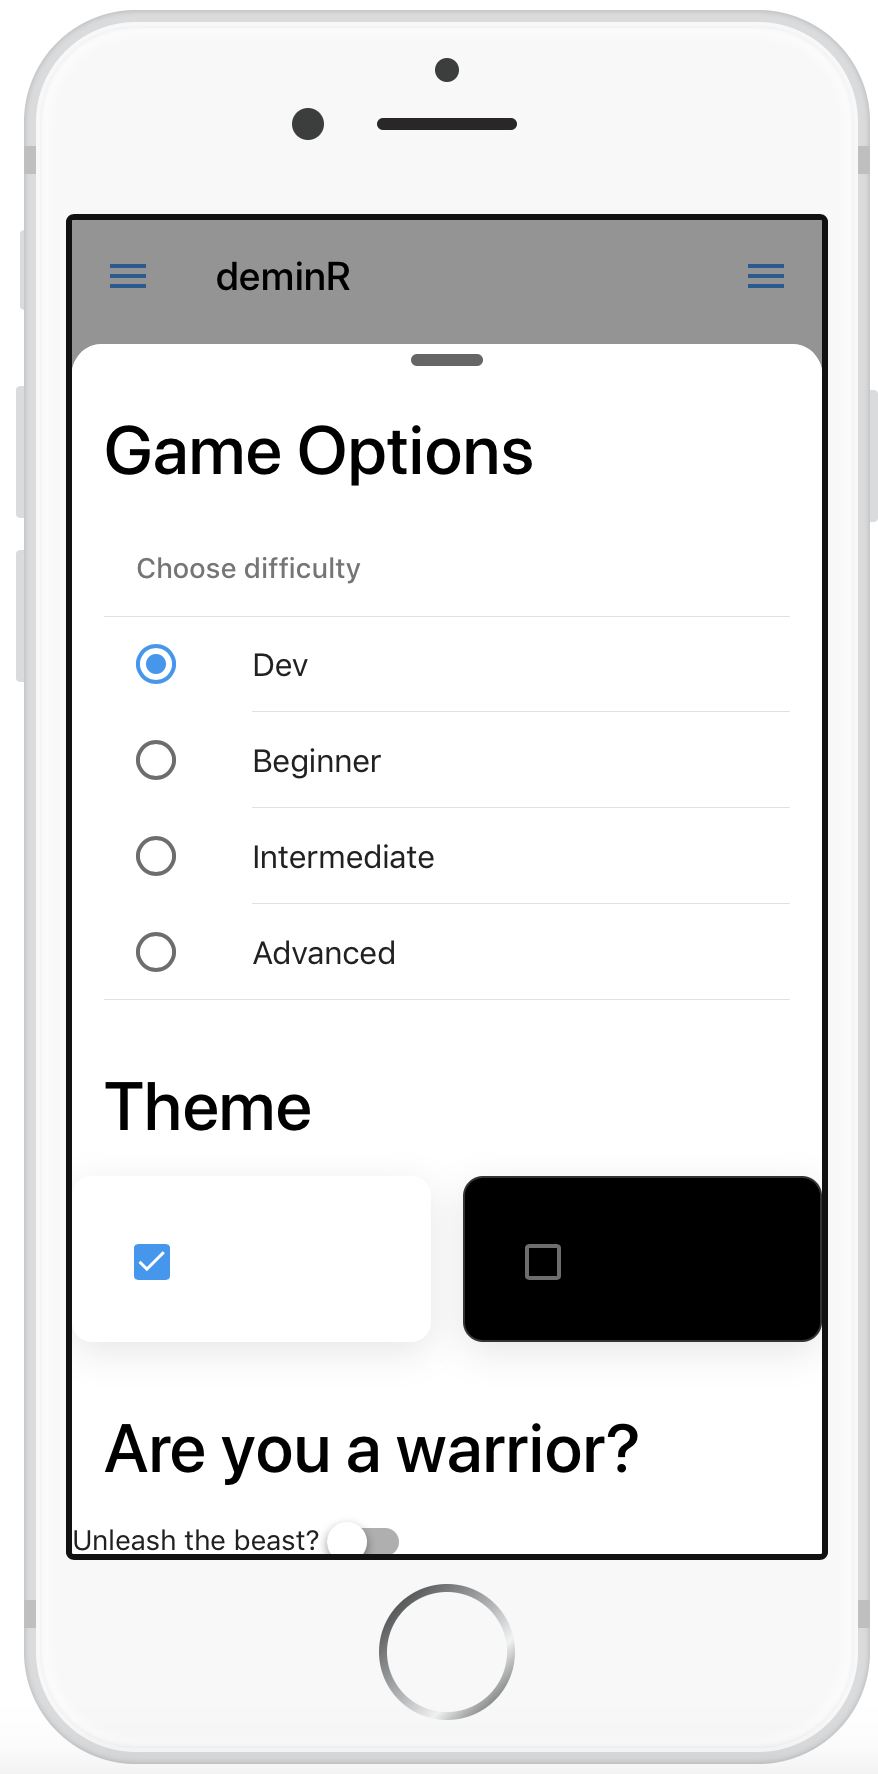 deminR
Game Options
Choose difficulty
Dev
Beginner
Intermediate
Advanced
Theme
Are you a warrior?
Unleash the beast?